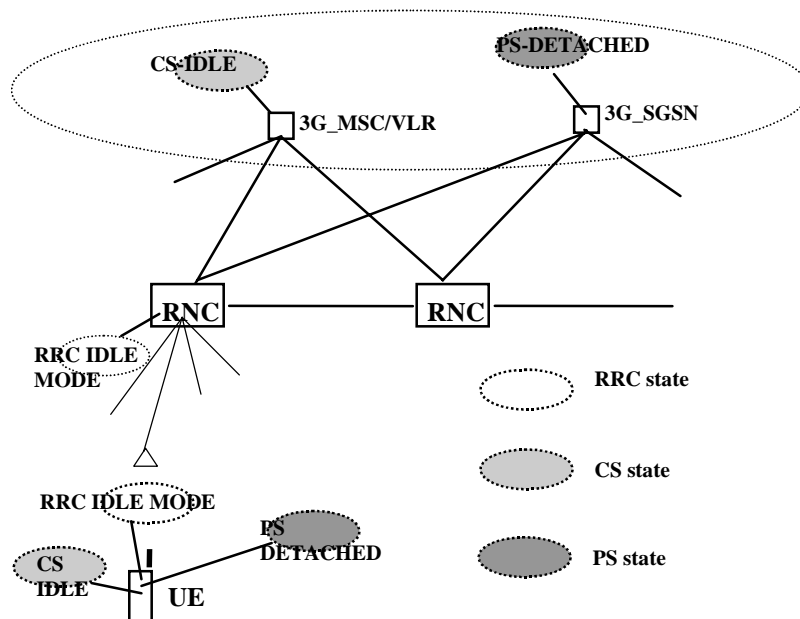 CS-IDLE
PS-DETACHED
3G_MSC/VLR
3G_SGSN
RNC
RNC
RRC IDLE
MODE
RRC state
CS state
RRC IDLE MODE
PS
DETACHED
CS
IDLE
UE
PS state